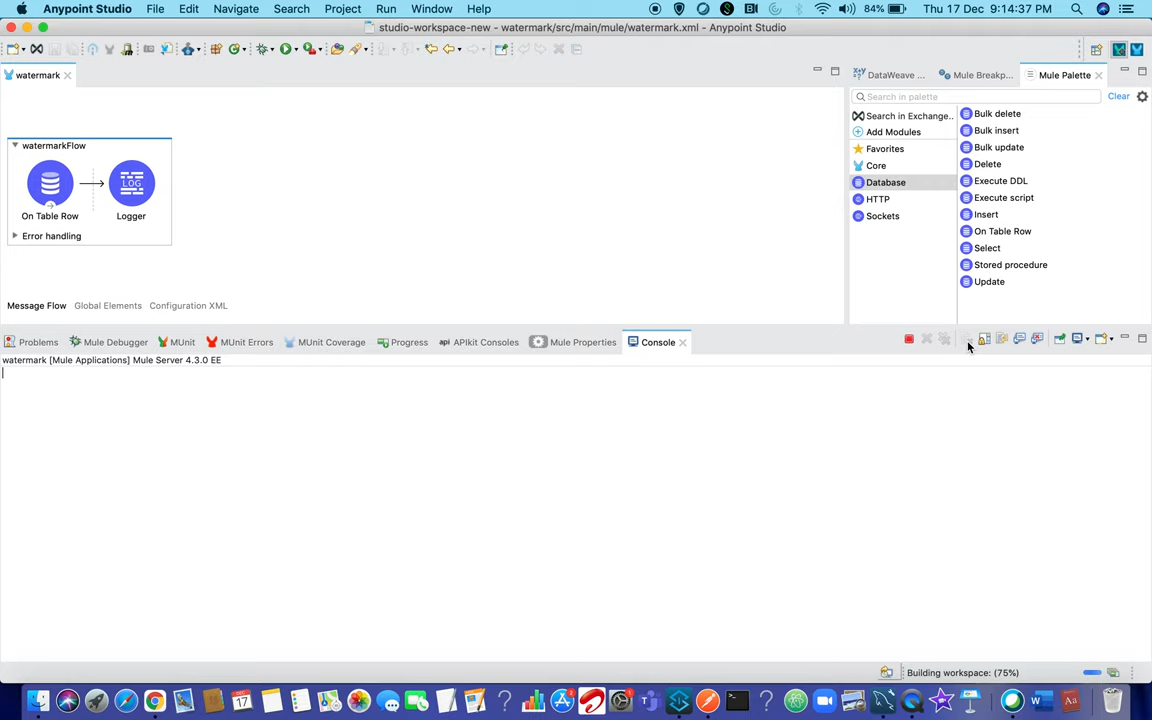 Anypoint Studio File Edit Navigate Search Project Run Window Help 84% Thu 17 Dec 9:14:37 PM
studio-workspace-new - watermark/src/main/mule/watermark.xml - Anypoint Studio
watermark
DataWeave ... Mule Breakp... Mule Palette
Search in palette Clear
Search in Exchange..
Add Modules
Favorites
Core
Database
HTTP
Sockets
Bulk delete
Bulk insert
Bulk update
Delete
Execute DDL
Execute script
Insert
On Table Row
Select
Stored procedure
Update
watermarkFlow
LOG
On Table Row Logger
Error handling
Message Flow Global Elements Configuration XML
Problems Mule Debugger MUnit MUnit Errors MUnit Coverage Progress API APIkit Consoles Mule Properties Console
watermark [Mule Applications] Mule Server 4.3.0 EE
Building workspace: (75%)
17